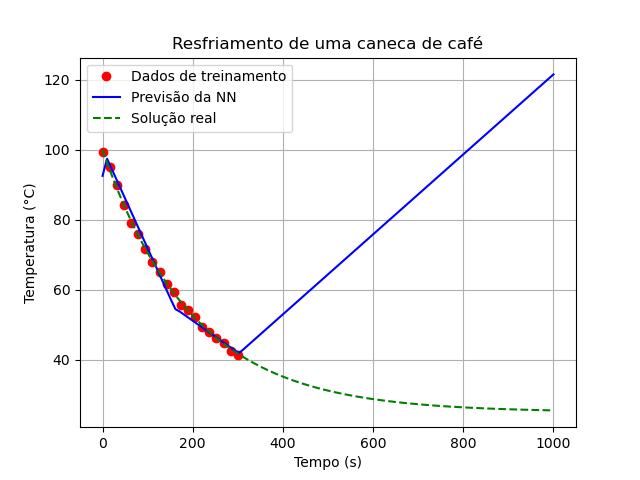 Resfriamento de uma caneca de café
Dados de treinamento
Previsão da NN
Solução real
Temperatura (°C)
120
100
80
60
40
0
200
400
600
800
1000
Tempo (s)